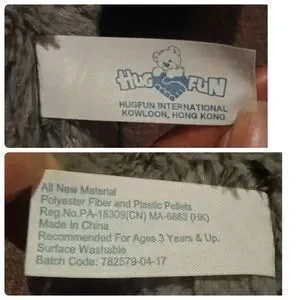 HUG FUN
HUGFUN INTERNATIONAL
KOWLOON, HONG KONG
All New Material
Polyester Fiber and Plastic Pellets
Reg.No.PA-18309(CN) MA-6883 (HK)
Made In China
Recommended For Ages 3 Years & Up.
Surface Washable
Batch Code: 782579-04-17